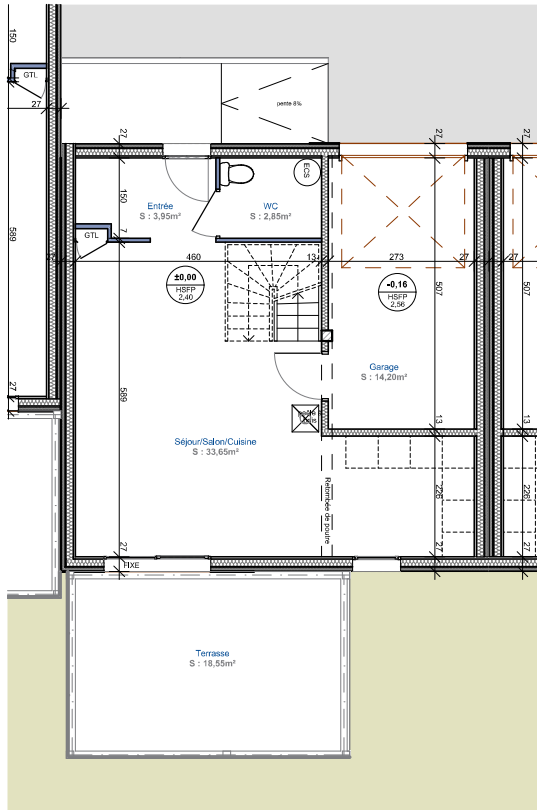 150
GTL
27
pente 8%
27
27
27
150
ECS
Entrée
S : 3,95m²
WC
S : 2,85m²
7
GTL
589
27
460
13
273
27
27
±0,00
HSFP
2,40
-0,16
HSFP
2,56
507
507
Garage
S : 14,20m²
589
27
13
13
Séjour/Salon/Cuisine
S : 33,65m²
Retombée de poutre
226
226
27
27
27
FIXE
Terrasse
S : 18,55m²